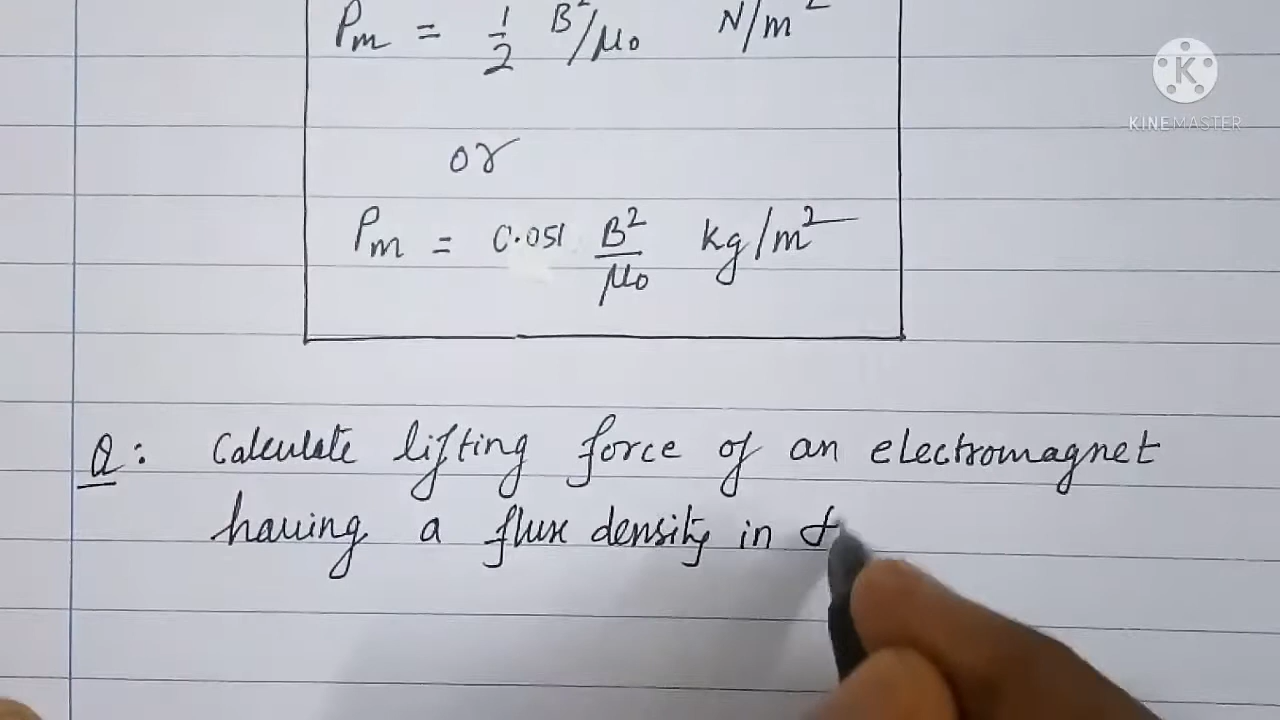 Pm = 1/2 B²/μ₀ N/m²
K
KINEMASTER
or
Pm = 0.051 B²/μ₀ kg/m²
Q: Calculate lifting force of an electromagnet
having a flux density in